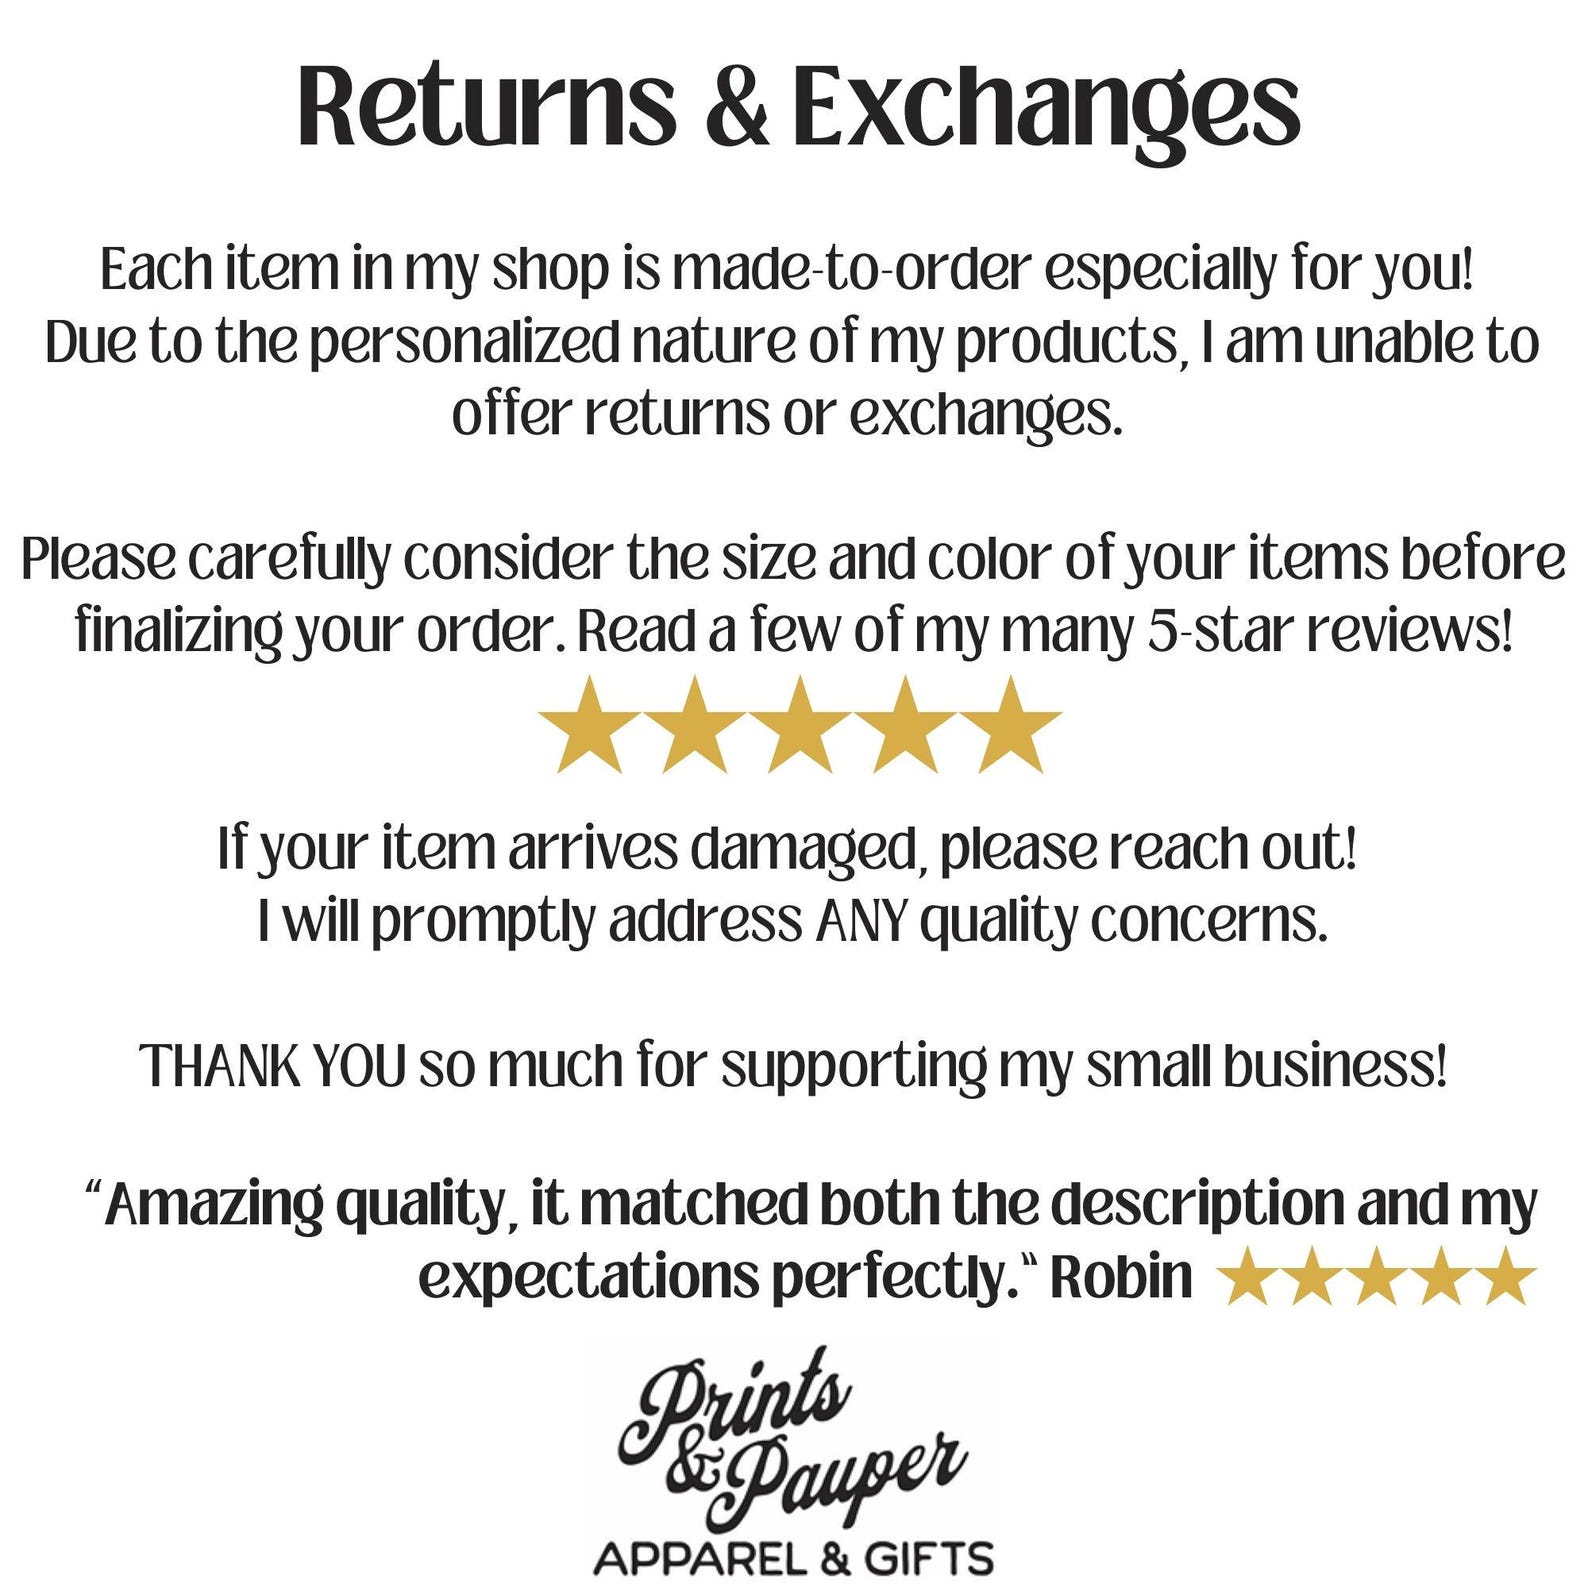 Returns & Exchanges
Each item in my shop is made-to-order especially for you!
Due to the personalized nature of my products, I am unable to
offer returns or exchanges.
Please carefully consider the size and color of your items before
finalizing your order. Read a few of my many 5-star reviews!
If your item arrives damaged, please reach out!
I will promptly address ANY quality concerns.
THANK YOU so much for supporting my small business!
“Amazing quality, it matched both the description and my
expectations perfectly.“ Robin
Prints
& Pauper
APPAREL & GIFTS